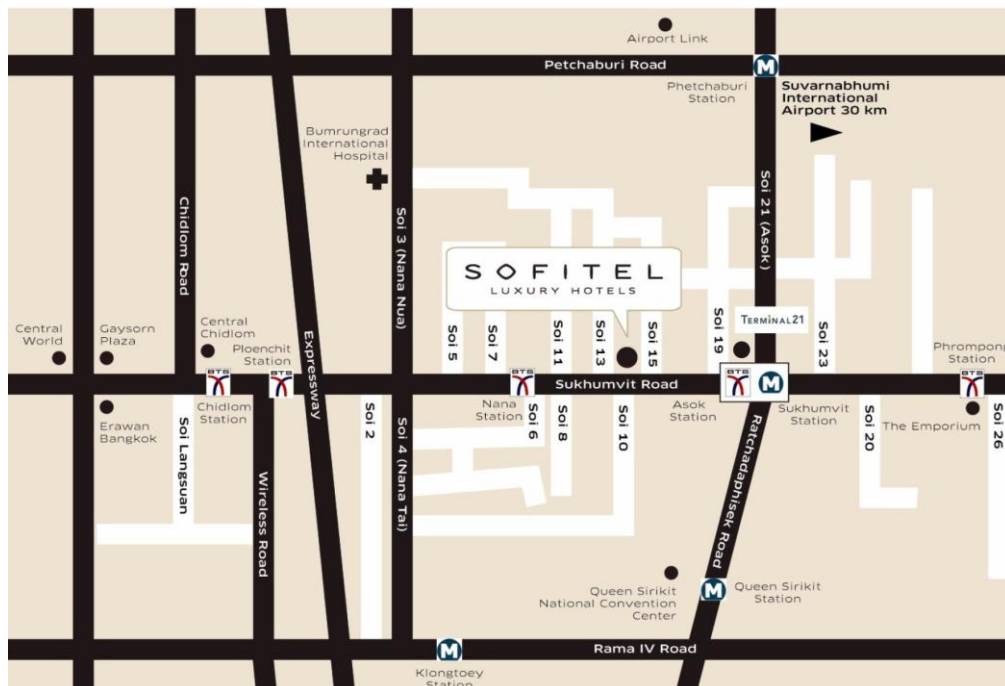 Airport Link
Petchaburi Road
M
Phetchaburi
Station
Suvarnabhumi
International
Airport 30 km
Bumrungrad
International
Hospital
Chidlom Road
Soi 3 (Nana Nua)
Soi 21 (Asok)
SOFITEL
LUXURY HOTELS
TERMINAL21
Central
World
Gaysorn
Plaza
Central
Chidlom
Ploenchit
Station
Expressway
Soi 5
Soi 7
Soi 11
Soi 13
Soi 15
Soi 19
Soi 23
Phrompong
Station
BTS
BTS
BTS
BTS
M
BTS
Sukhumvit Road
Erawan
Bangkok
Chidlom
Station
Soi Langsuan
Wireless Road
Soi 2
Soi 4 (Nana Tai)
Nana
Station
Soi 6
Soi 8
Soi 10
Asok
Station
Ratchadaphisek Road
Sukhumvit
Station
Soi 20
The Emporium
Soi 26
Queen Sirikit
National Convention
Center
M
Queen Sirikit
Station
Rama IV Road
M
Klongtoey
Station